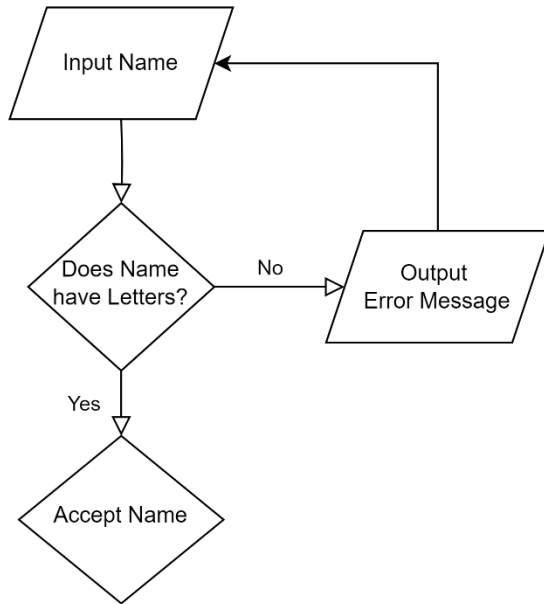 Input Name
Does Name
have Letters?
No
Output
Error Message
Yes
Accept Name